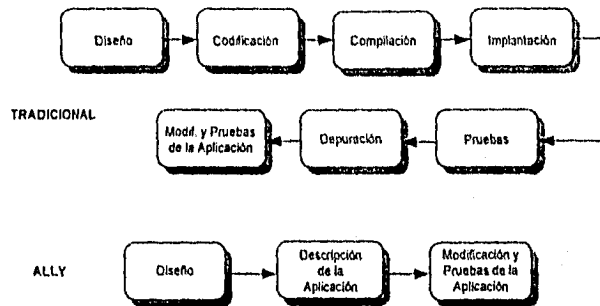 Diseño
Codificación
Compilación
Implantación
TRADICIONAL
Modif. y Pruebas
de la Aplicación
Depuración
Pruebas
ALLY
Diseño
Descripción
de la
Aplicación
Modificación y
Pruebas de la
Aplicación